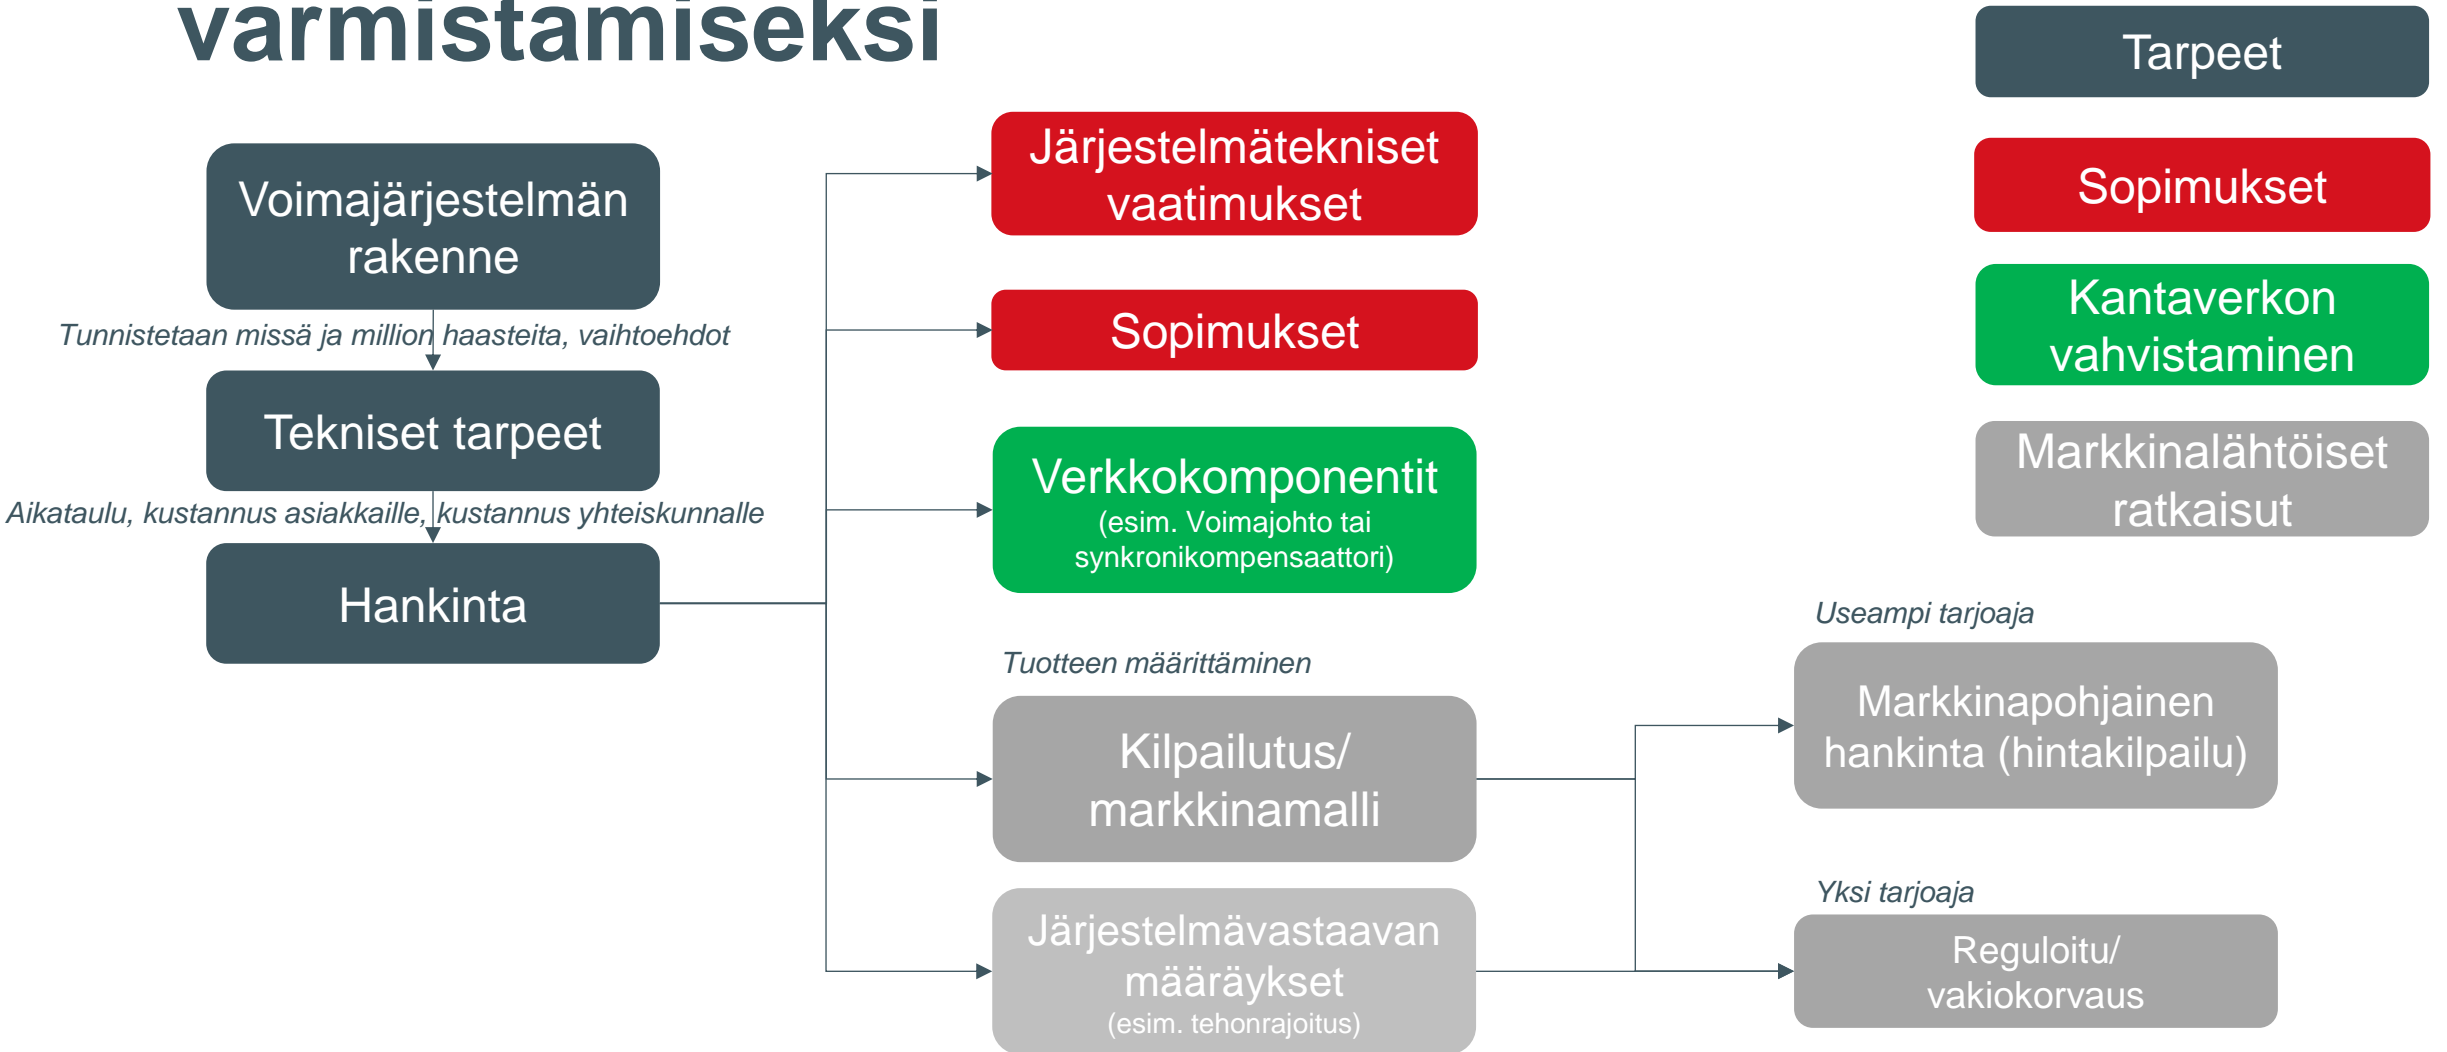 varmistamiseksi
Voimajärjestelmän
rakenne
Tunnistetaan missä ja million haasteita, vaihtoehdot
Tekniset tarpeet
Aikataulu, kustannus asiakkaille, kustannus yhteiskunnalle
Hankinta
Järjestelmätekniset
vaatimukset
Sopimukset
Verkkokomponentit
(esim. Voimajohto tai
synkronikompensaattori)
Tuotteen määrittäminen
Kilpailutus/
markkinamalli
Järjestelmävastaavan
määräykset
(esim. tehonrajoitus)
Useampi tarjoaja
Markkinapohjainen
hankinta (hintakilpailu)
Yksi tarjoaja
Reguloitu/
vakiokorvaus
Tarpeet
Sopimukset
Kantaverkon
vahvistaminen
Markkinalähtöiset
ratkaisut